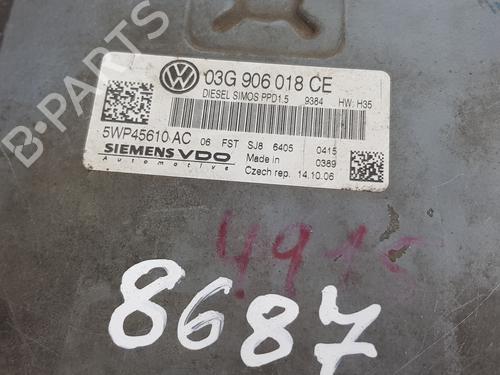 B-PARTS
03G 906 018 CE
DIESEL SIMOS PPD1.5 9384 HW: H35
5WP45610 AC 06 FST SJ8 6405 0415
SIEMENS VDO Made in 0389
Automotive Czech rep. 14.10.06
8687